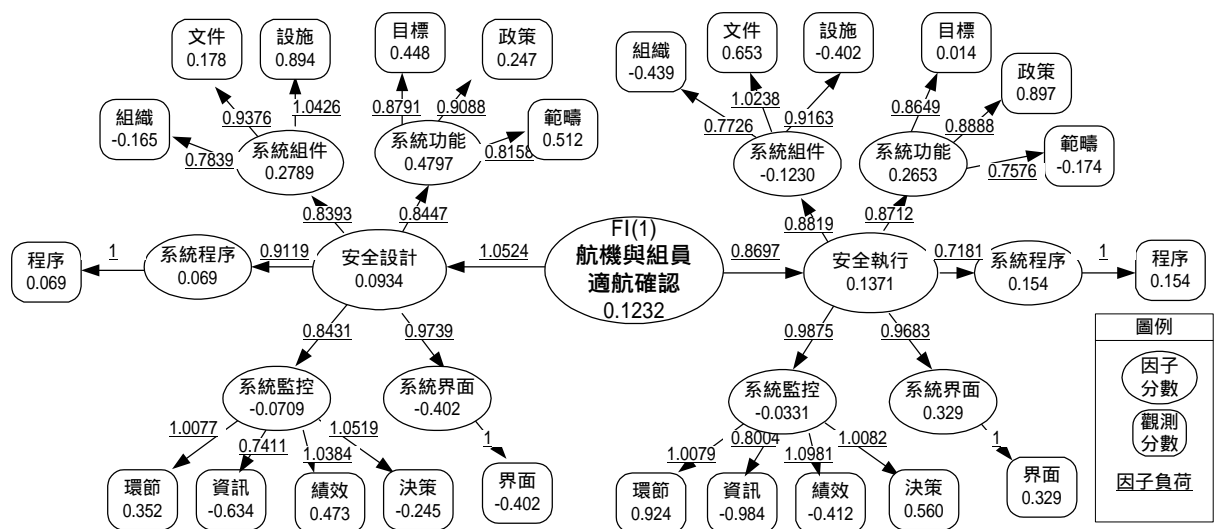 文件
0.178
設施
0.894
目標
0.448
政策
0.247
組織
-0.165
範疇
0.512
0.9376
1.0426
0.8791
0.9088
0.7839
0.8158
系統組件
0.2789
系統功能
0.4797
0.8393
0.8447
程序
0.069
1
系統程序
0.069
0.9119
安全設計
0.0934
1.0524
FI(1)
航機與組員
適航確認
0.1232
0.8431
0.9739
系統監控
-0.0709
系統界面
-0.402
1.0077
0.7411
1.0384
1.0519
1
環節
0.352
資訊
-0.634
績效
0.473
決策
-0.245
界面
-0.402
組織
-0.439
文件
0.653
設施
-0.402
目標
0.014
政策
0.897
範疇
-0.174
0.7726
1.0238
0.9163
0.8649
0.8888
0.7576
系統組件
-0.1230
系統功能
0.2653
0.8819
0.8712
0.8697
安全執行
0.1371
0.7181
系統程序
0.154
1
程序
0.154
0.9875
0.9683
系統監控
-0.0331
系統界面
0.329
1.0079
0.8004
1.0981
1.0082
1
環節
0.924
資訊
-0.984
績效
-0.412
決策
0.560
界面
0.329
圖例
因子
分數
觀測
分數
因子負荷